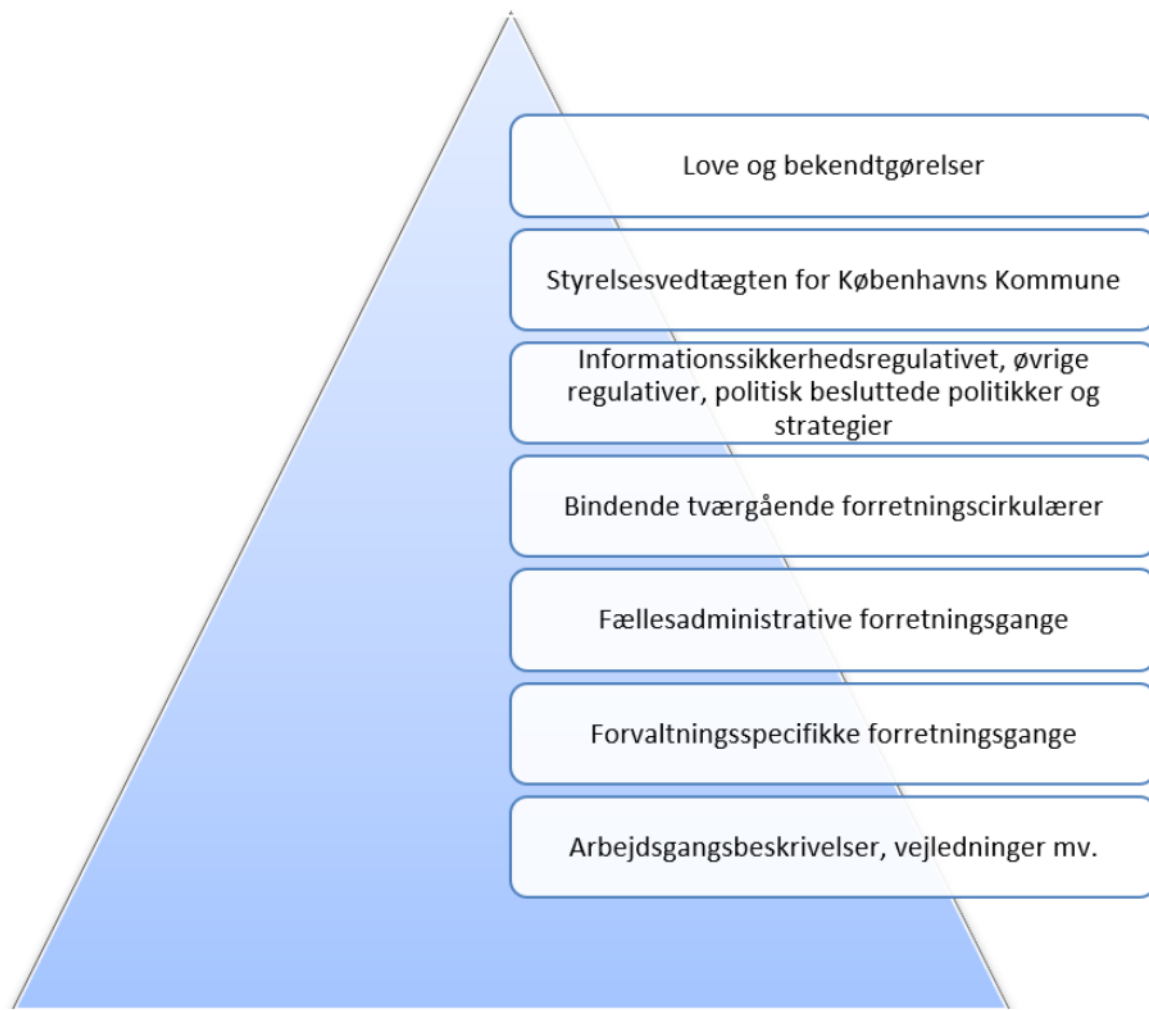 Love og bekendtgørelser
Styrelsesvedtægten for Københavns Kommune
Informationssikkerhedsregulativet, øvrige
regulativer, politisk besluttede politikker og
strategier
Bindende tværgående forretningscirkulærer
Fællesadministrative forretningsgange
Forvaltningsspecifikke forretningsgange
Arbejdsgangsbeskrivelser, vejledninger mv.